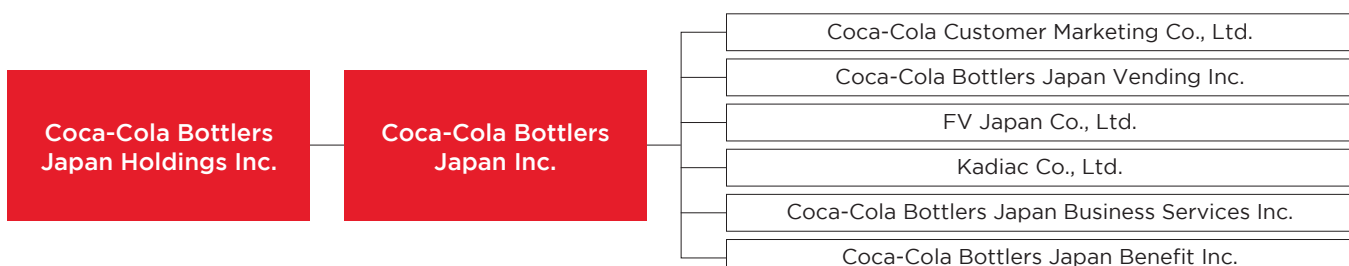 Coca-Cola Bottlers
Japan Holdings Inc.
Coca-Cola Bottlers
Japan Inc.
Coca-Cola Customer Marketing Co., Ltd.
Coca-Cola Bottlers Japan Vending Inc.
FV Japan Co., Ltd.
Kadiac Co., Ltd.
Coca-Cola Bottlers Japan Business Services Inc.
Coca-Cola Bottlers Japan Benefit Inc.